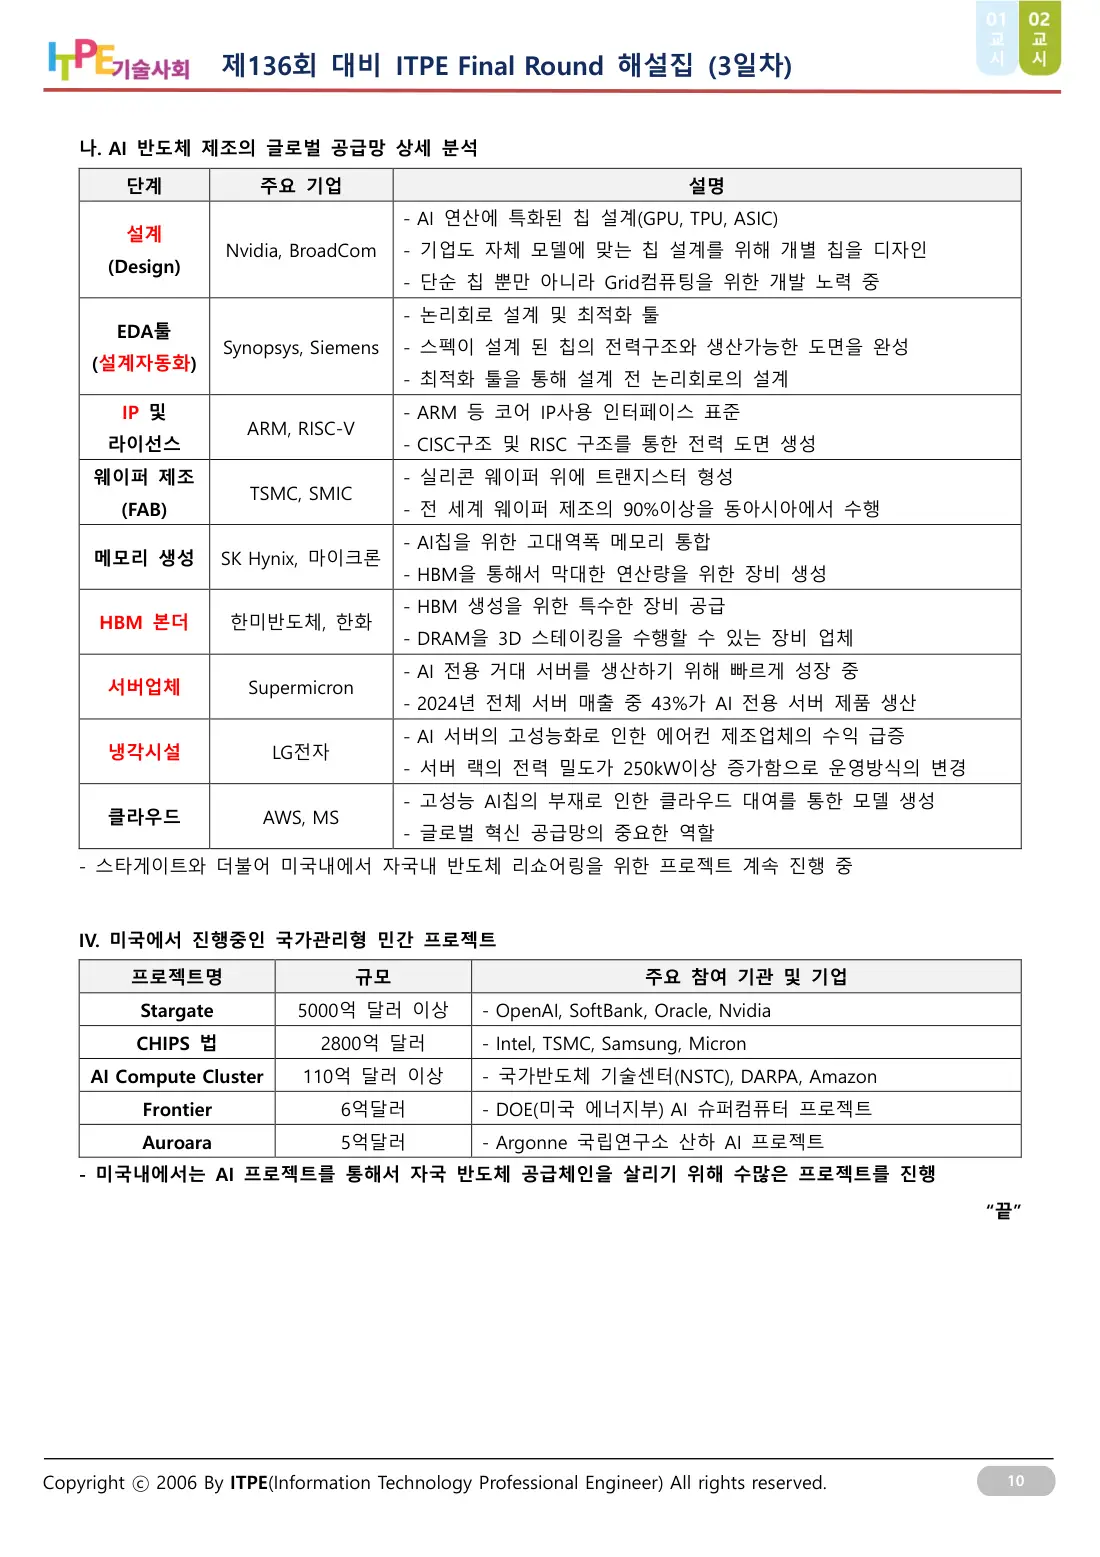 ITPE기술사회 제136회 대비 ITPE Final Round 해설집 (3일차)
01 교시
02 교시
나. AI 반도체 제조의 글로벌 공급망 상세 분석
단계 주요 기업 설명
설계 (Design)
Nvidia, BroadCom
- AI 연산에 특화된 칩 설계(GPU, TPU, ASIC)
- 기업도 자체 모델에 맞는 칩 설계를 위해 개별 칩을 디자인
- 단순 칩 뿐만 아니라 Grid컴퓨팅을 위한 개발 노력 중
EDA툴
(설계자동화)
Synopsys, Siemens
- 논리회로 설계 및 최적화 툴
- 스펙이 설계 된 칩의 전력구조와 생산가능한 도면을 완성
- 최적화 툴을 통해 설계 전 논리회로의 설계
IP 및
라이선스
ARM, RISC-V
- ARM 등 코어 IP사용 인터페이스 표준
- CISC구조 및 RISC 구조를 통한 전력 도면 생성
웨이퍼 제조
(FAB)
TSMC, SMIC
- 실리콘 웨이퍼 위에 트랜지스터 형성
- 전 세계 웨이퍼 제조의 90%이상을 동아시아에서 수행
메모리 생성
SK Hynix, 마이크론
- AI칩을 위한 고대역폭 메모리 통합
- HBM을 통해서 막대한 연산량을 위한 장비 생성
HBM 본더
한미반도체, 한화
- HBM 생성을 위한 특수한 장비 공급
- DRAM을 3D 스테이킹을 수행할 수 있는 장비 업체
서버업체
Supermicron
- AI 전용 거대 서버를 생산하기 위해 빠르게 성장 중
- 2024년 전체 서버 매출 중 43%가 AI 전용 서버 제품 생산
냉각시설
LG전자
- AI 서버의 고성능화로 인한 에어컨 제조업체의 수익 급증
- 서버 랙의 전력 밀도가 250kW이상 증가함으로 운영방식의 변경
클라우드
AWS, MS
- 고성능 AI칩의 부재로 인한 클라우드 대여를 통한 모델 생성
- 글로벌 혁신 공급망의 중요한 역할
- 스타게이트와 더불어 미국내에서 자국내 반도체 리쇼어링을 위한 프로젝트 계속 진행 중
IV. 미국에서 진행중인 국가관리형 민간 프로젝트
프로젝트명 규모 주요 참여 기관 및 기업
Stargate 5000억 달러 이상 - OpenAI, SoftBank, Oracle, Nvidia
CHIPS 법 2800억 달러 - Intel, TSMC, Samsung, Micron
AI Compute Cluster 110억 달러 이상 - 국가반도체 기술센터(NSTC), DARPA, Amazon
Frontier 6억달러 - DOE(미국 에너지부) AI 슈퍼컴퓨터 프로젝트
Auroara 5억달러 - Argonne 국립연구소 산하 AI 프로젝트
- 미국내에서는 AI 프로젝트를 통해서 자국 반도체 공급체인을 살리기 위해 수많은 프로젝트를 진행
“끝”
Copyright ⓒ 2006 By ITPE(Information Technology Professional Engineer) All rights reserved.
10